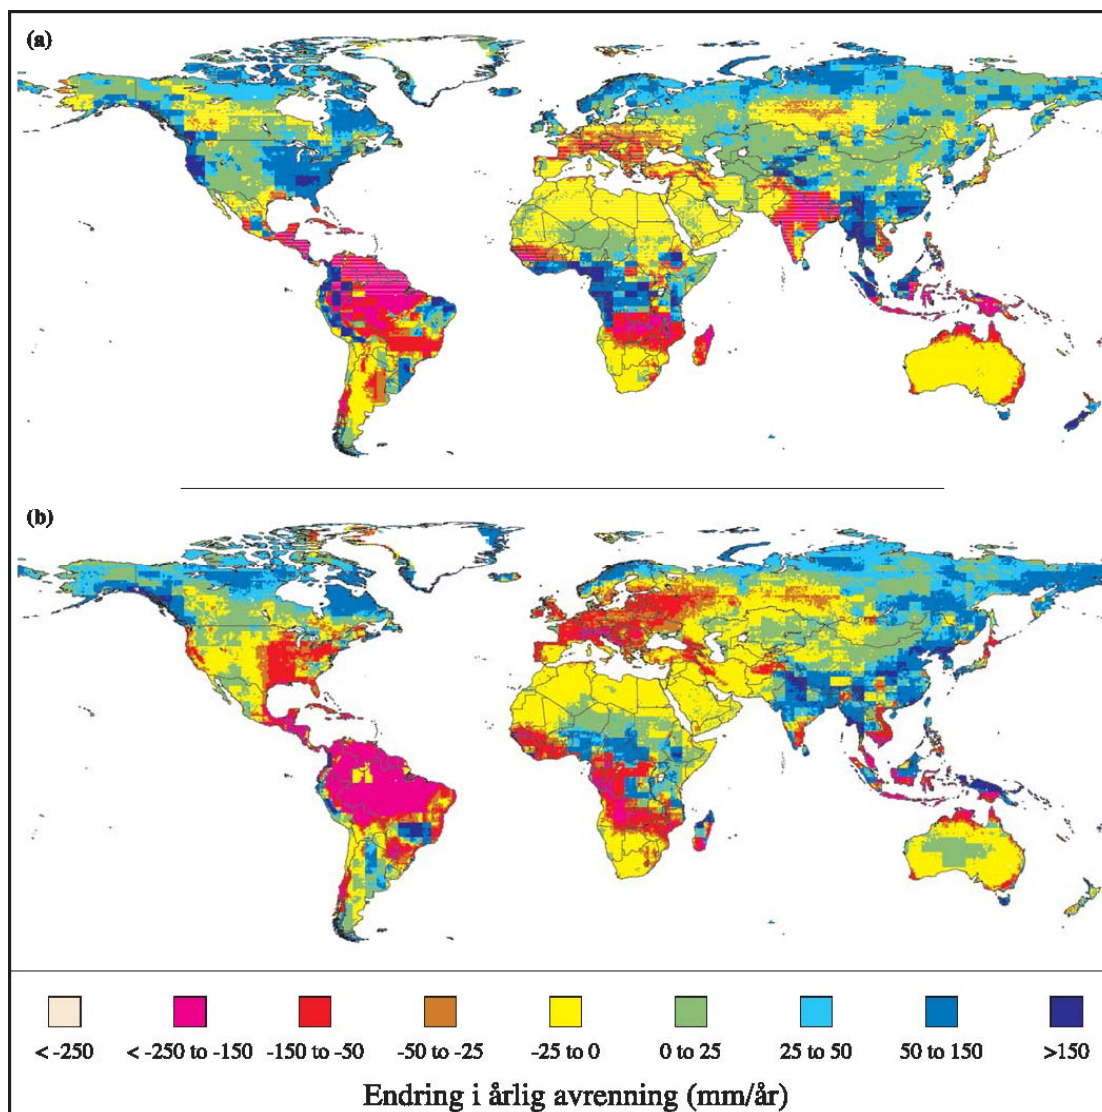 (a)
(b)
< -250 < -250 to -150 -150 to -50 -50 to -25 -25 to 0 0 to 25 25 to 50 50 to 150 >150
Endring i årlig avrenning (mm/år)